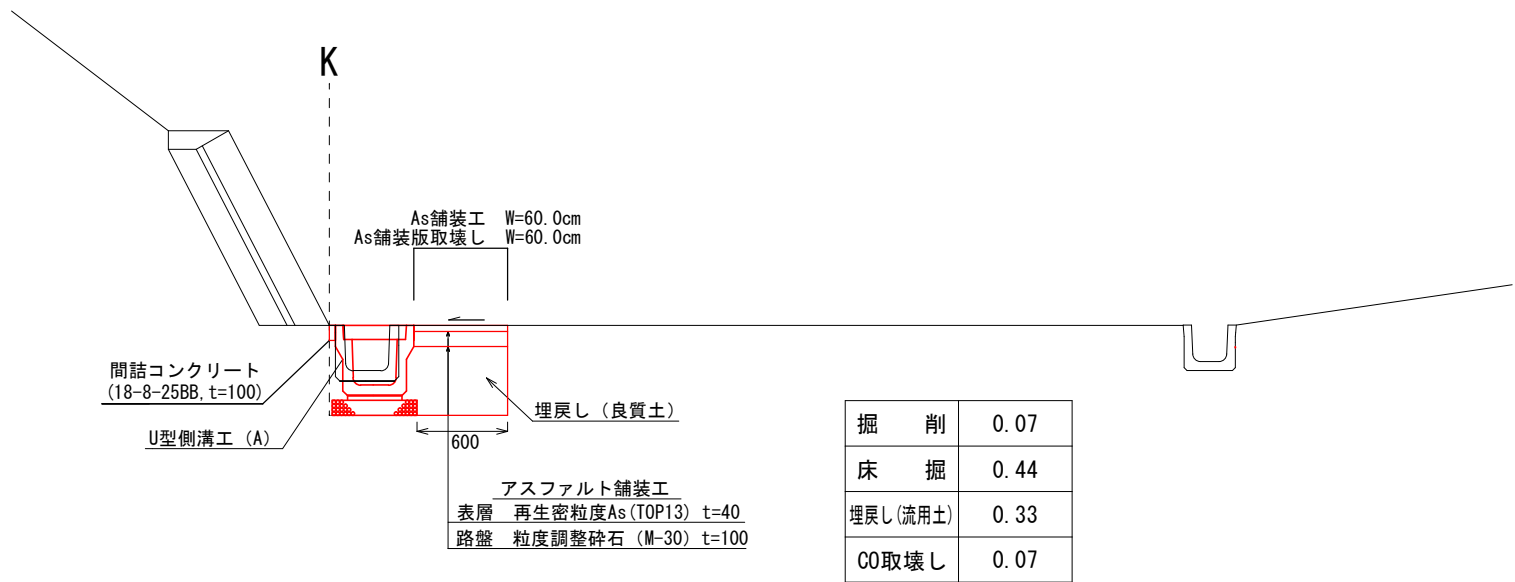 K
As舗装工 W=60.0cm
As舗装版取壊し W=60.0cm
間詰コンクリート
(18-8-25BB,t=100)
U型側溝工 (A)
埋戻し (良質土)
600
アスファルト舗装工
表層 再生密粒度As(TOP13) t=40
路盤 粒度調整砕石 (M-30) t=100
掘 削 0.07
床 掘 0.44
埋戻し(流用土) 0.33
CO取壊し 0.07